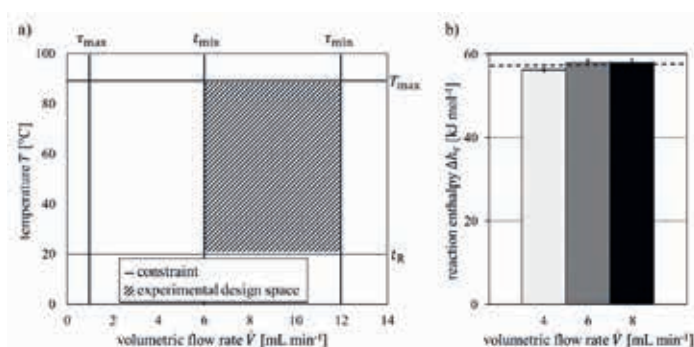 a)
τmax
tmin
τmin
100
80
60
40
20
0
temperature T [°C]
Tmax
tR
constraint
experimental design space
0 2 4 6 8 10 12 14
volumetric flow rate V̇ [mL min⁻¹]
b)
60
40
20
0
reaction enthalpy Δhr [kJ mol⁻¹]
4 6 8
volumetric flow rate V̇ [mL min⁻¹]